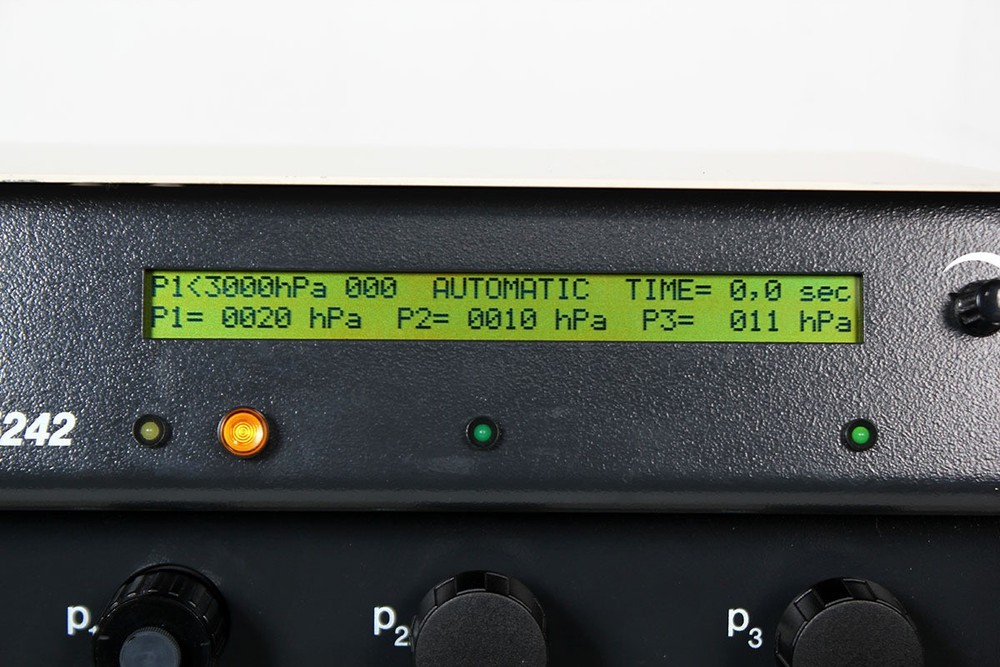 P1<3000hPa 000 AUTOMATIC TIME= 0,0 sec
P1= 0020 hPa P2= 0010 hPa P3= 011 hPa
242
p1 p2 p3